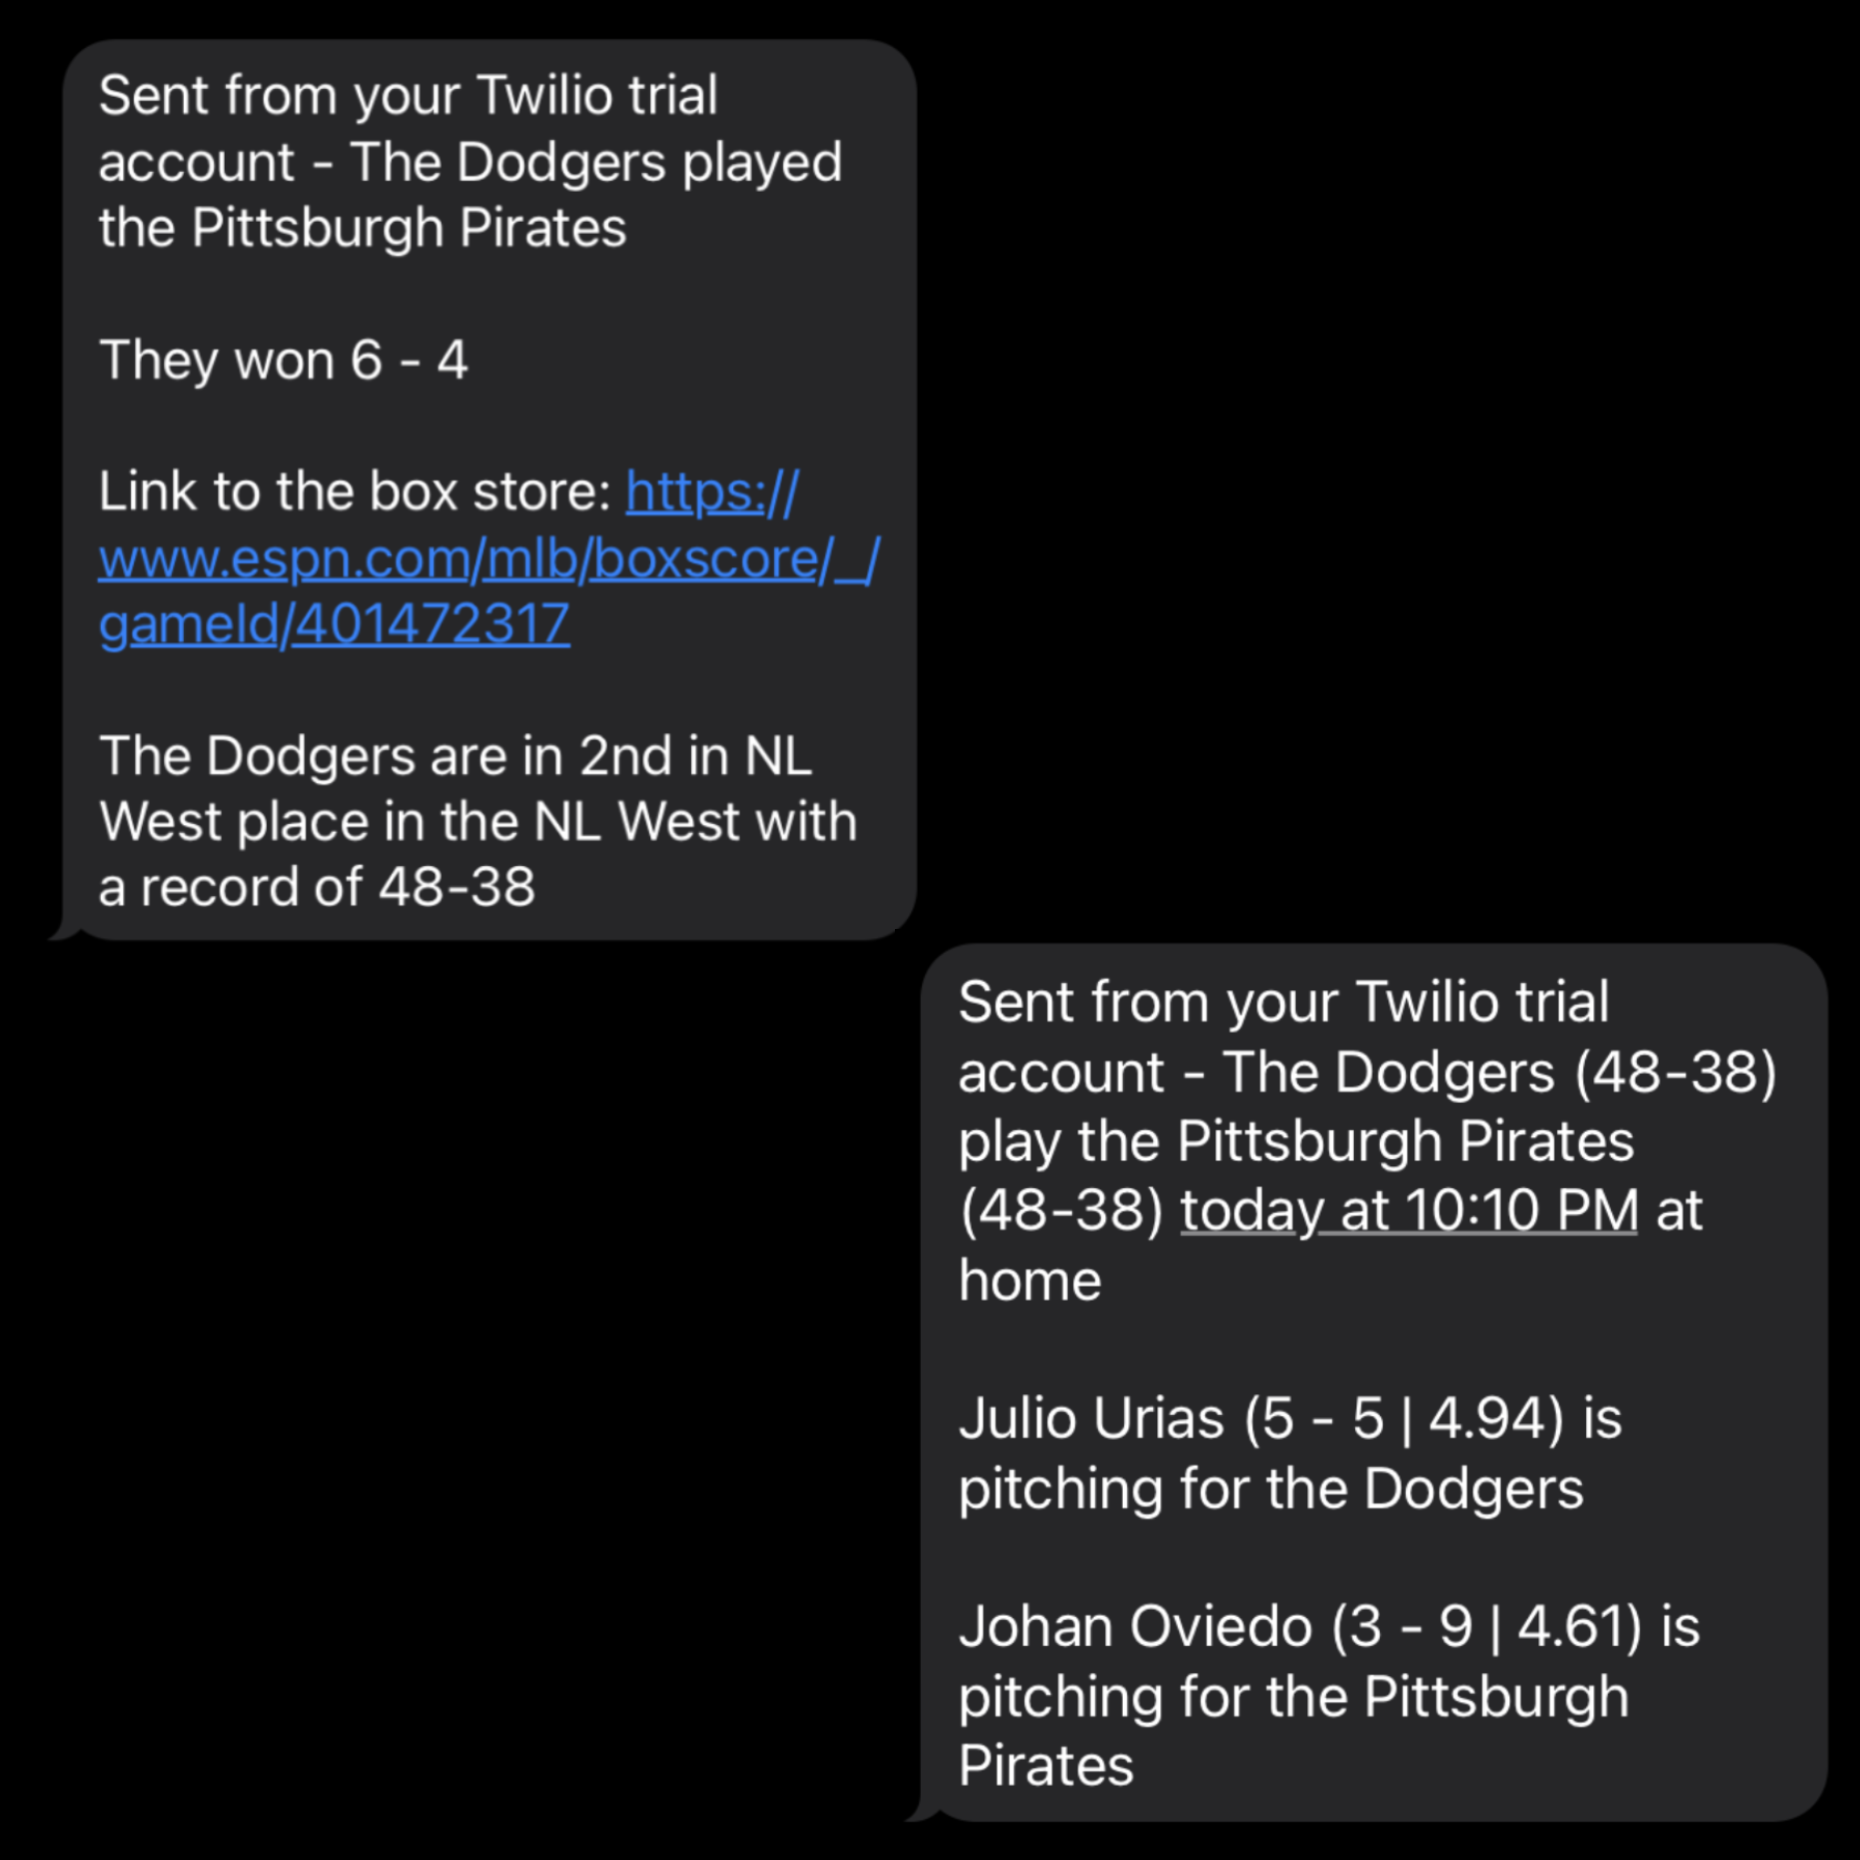 Sent from your Twilio trial
account - The Dodgers played
the Pittsburgh Pirates
They won 6 - 4
Link to the box store: https://
www.espn.com/mlb/boxscore/_/
gameId/401472317
The Dodgers are in 2nd in NL
West place in the NL West with
a record of 48-38
Sent from your Twilio trial
account - The Dodgers (48-38)
play the Pittsburgh Pirates
(48-38) today at 10:10 PM at
home
Julio Urias (5 - 5 | 4.94) is
pitching for the Dodgers
Johan Oviedo (3 - 9 | 4.61) is
pitching for the Pittsburgh
Pirates